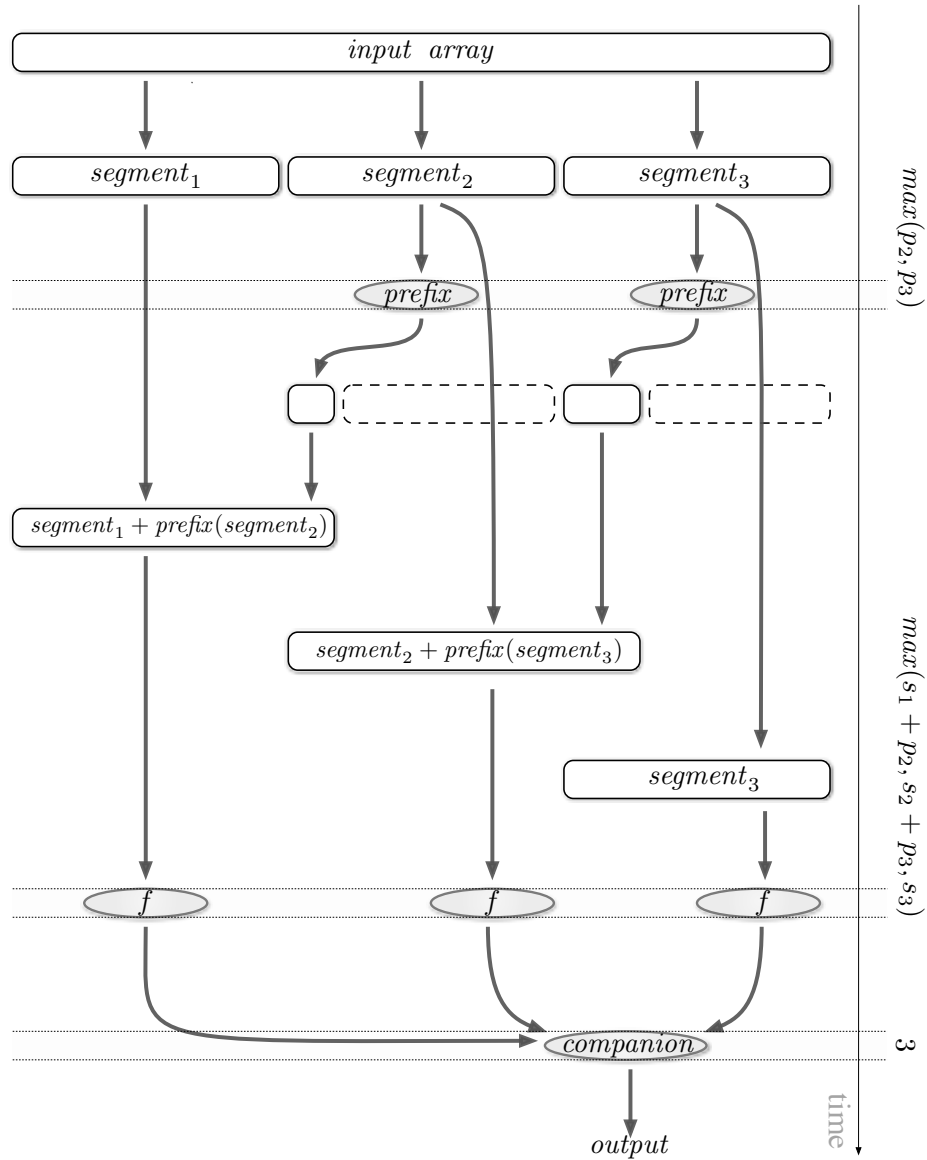 input array
segment₁ segment₂ segment₃
max(p₂, p₃)
prefix prefix
segment₁ + prefix(segment₂)
segment₂ + prefix(segment₃)
max(s₁ + p₂, s₂ + p₃, s₃)
segment₃
f f f
companion 3
time
output